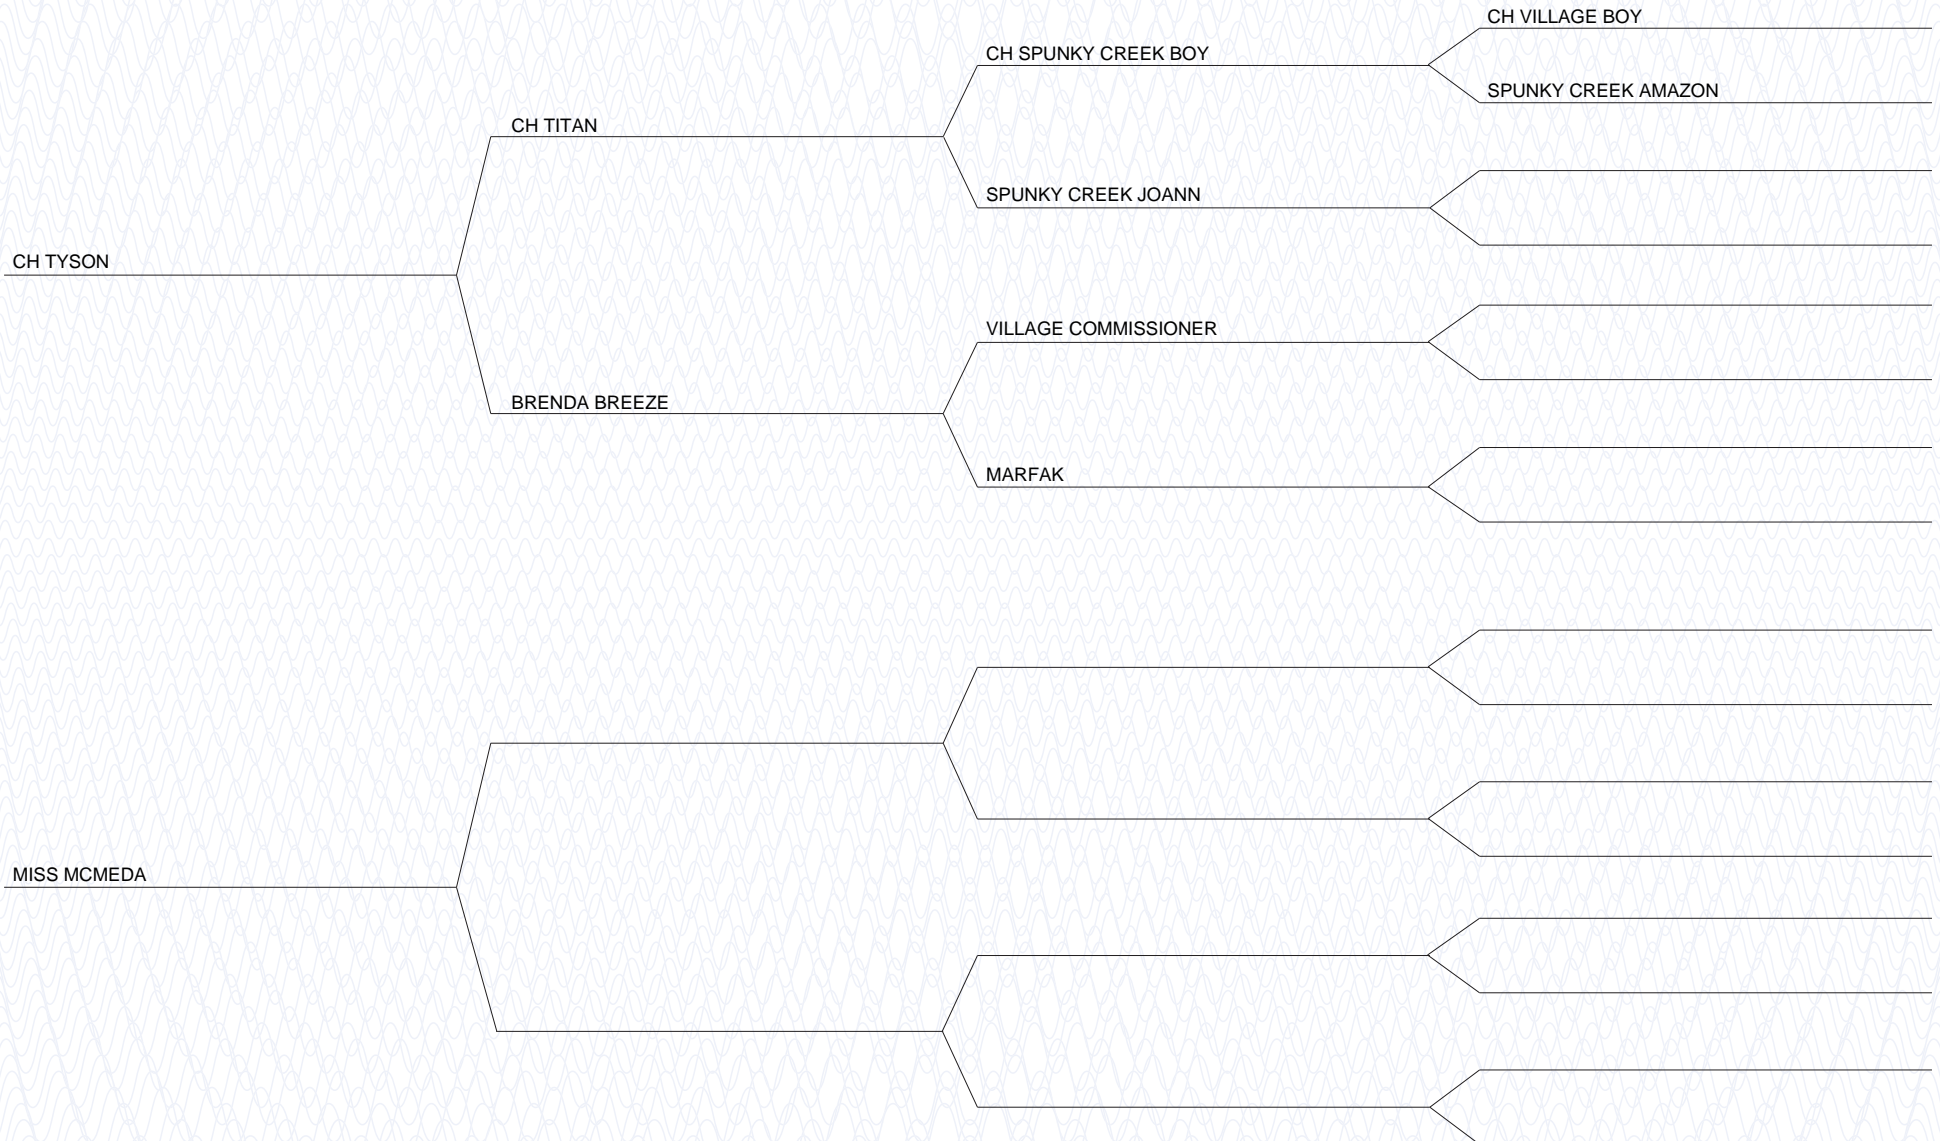 CH VILLAGE BOY
CH SPUNKY CREEK BOY
SPUNKY CREEK AMAZON
CH TITAN
SPUNKY CREEK JOANN
CH TYSON
VILLAGE COMMISSIONER
BRENDA BREEZE
MARFAK
MISS MCMEDA